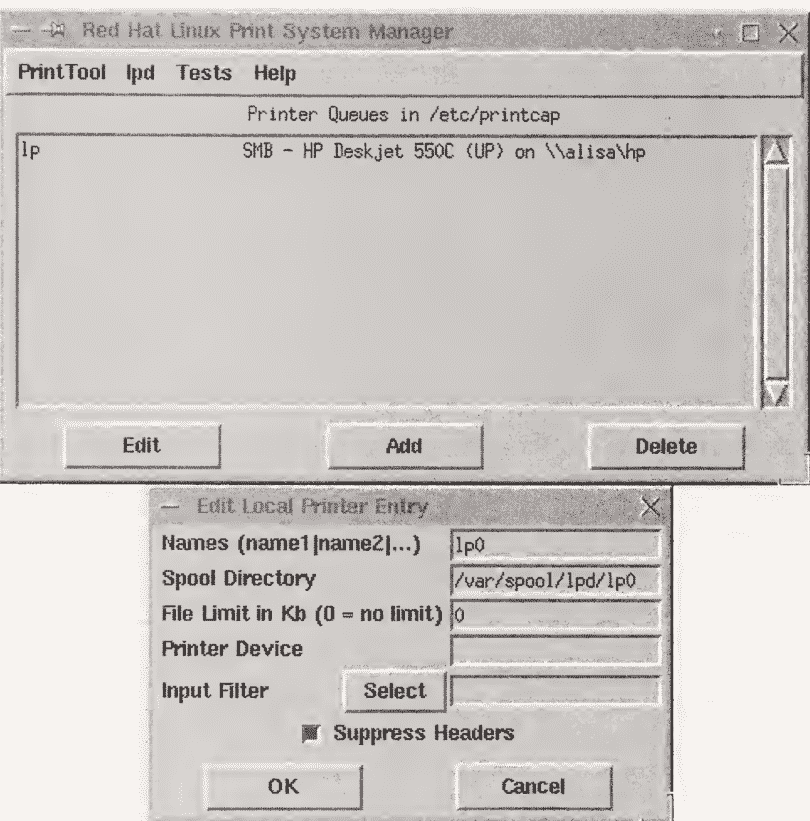 Red Hat Linux Print System Manager
PrintTool lpd Tests Help
Printer Queues in /etc/printcap
lp SMB - HP Deskjet 550C (UP) on \\alisa\hp
Edit Add Delete
Edit Local Printer Entry
Names (name1|name2|...) lp0
Spool Directory /var/spool/lpd/lp0
File Limit in Kb (0 = no limit) 0
Printer Device
Input Filter Select
Suppress Headers
OK Cancel